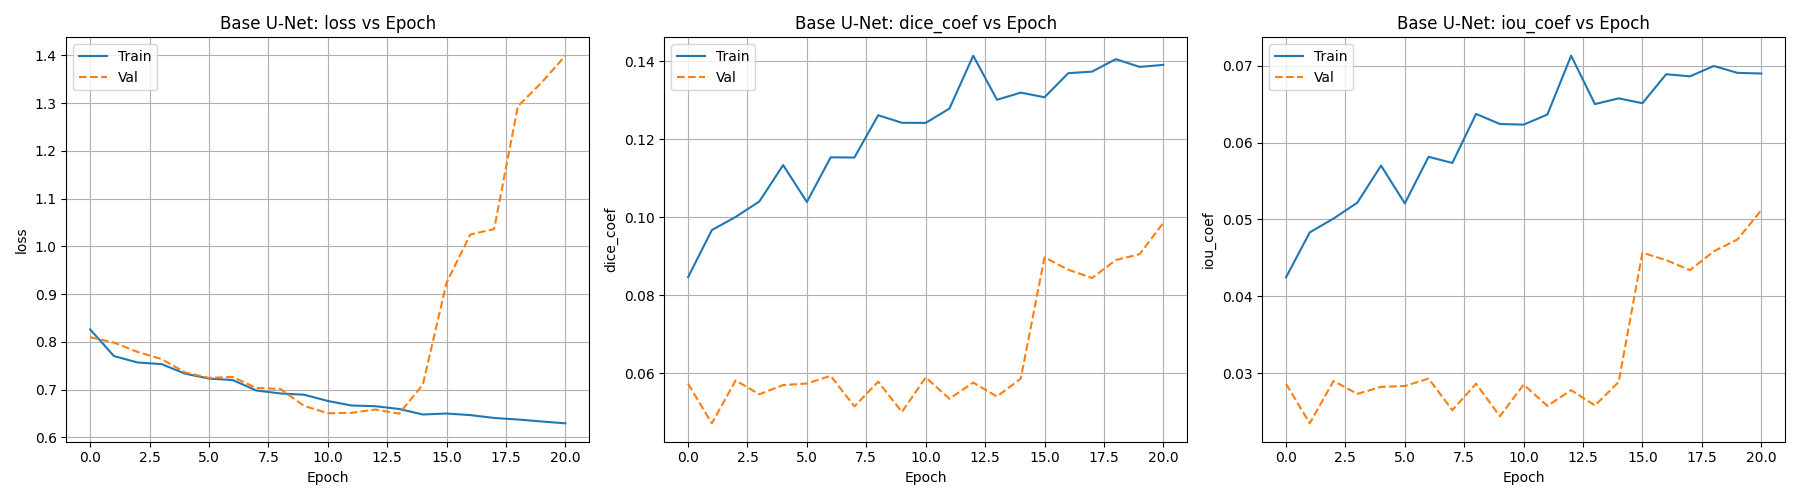 Base U-Net: loss vs Epoch
Train
Val
1.4
1.3
1.2
1.1
1.0
0.9
0.8
0.7
0.6
loss
0.0 2.5 5.0 7.5 10.0 12.5 15.0 17.5 20.0
Epoch
Base U-Net: dice_coef vs Epoch
Train
Val
0.14
0.12
0.10
0.08
0.06
dice_coef
0.0 2.5 5.0 7.5 10.0 12.5 15.0 17.5 20.0
Epoch
Base U-Net: iou_coef vs Epoch
Train
Val
0.07
0.06
0.05
0.04
0.03
iou_coef
0.0 2.5 5.0 7.5 10.0 12.5 15.0 17.5 20.0
Epoch